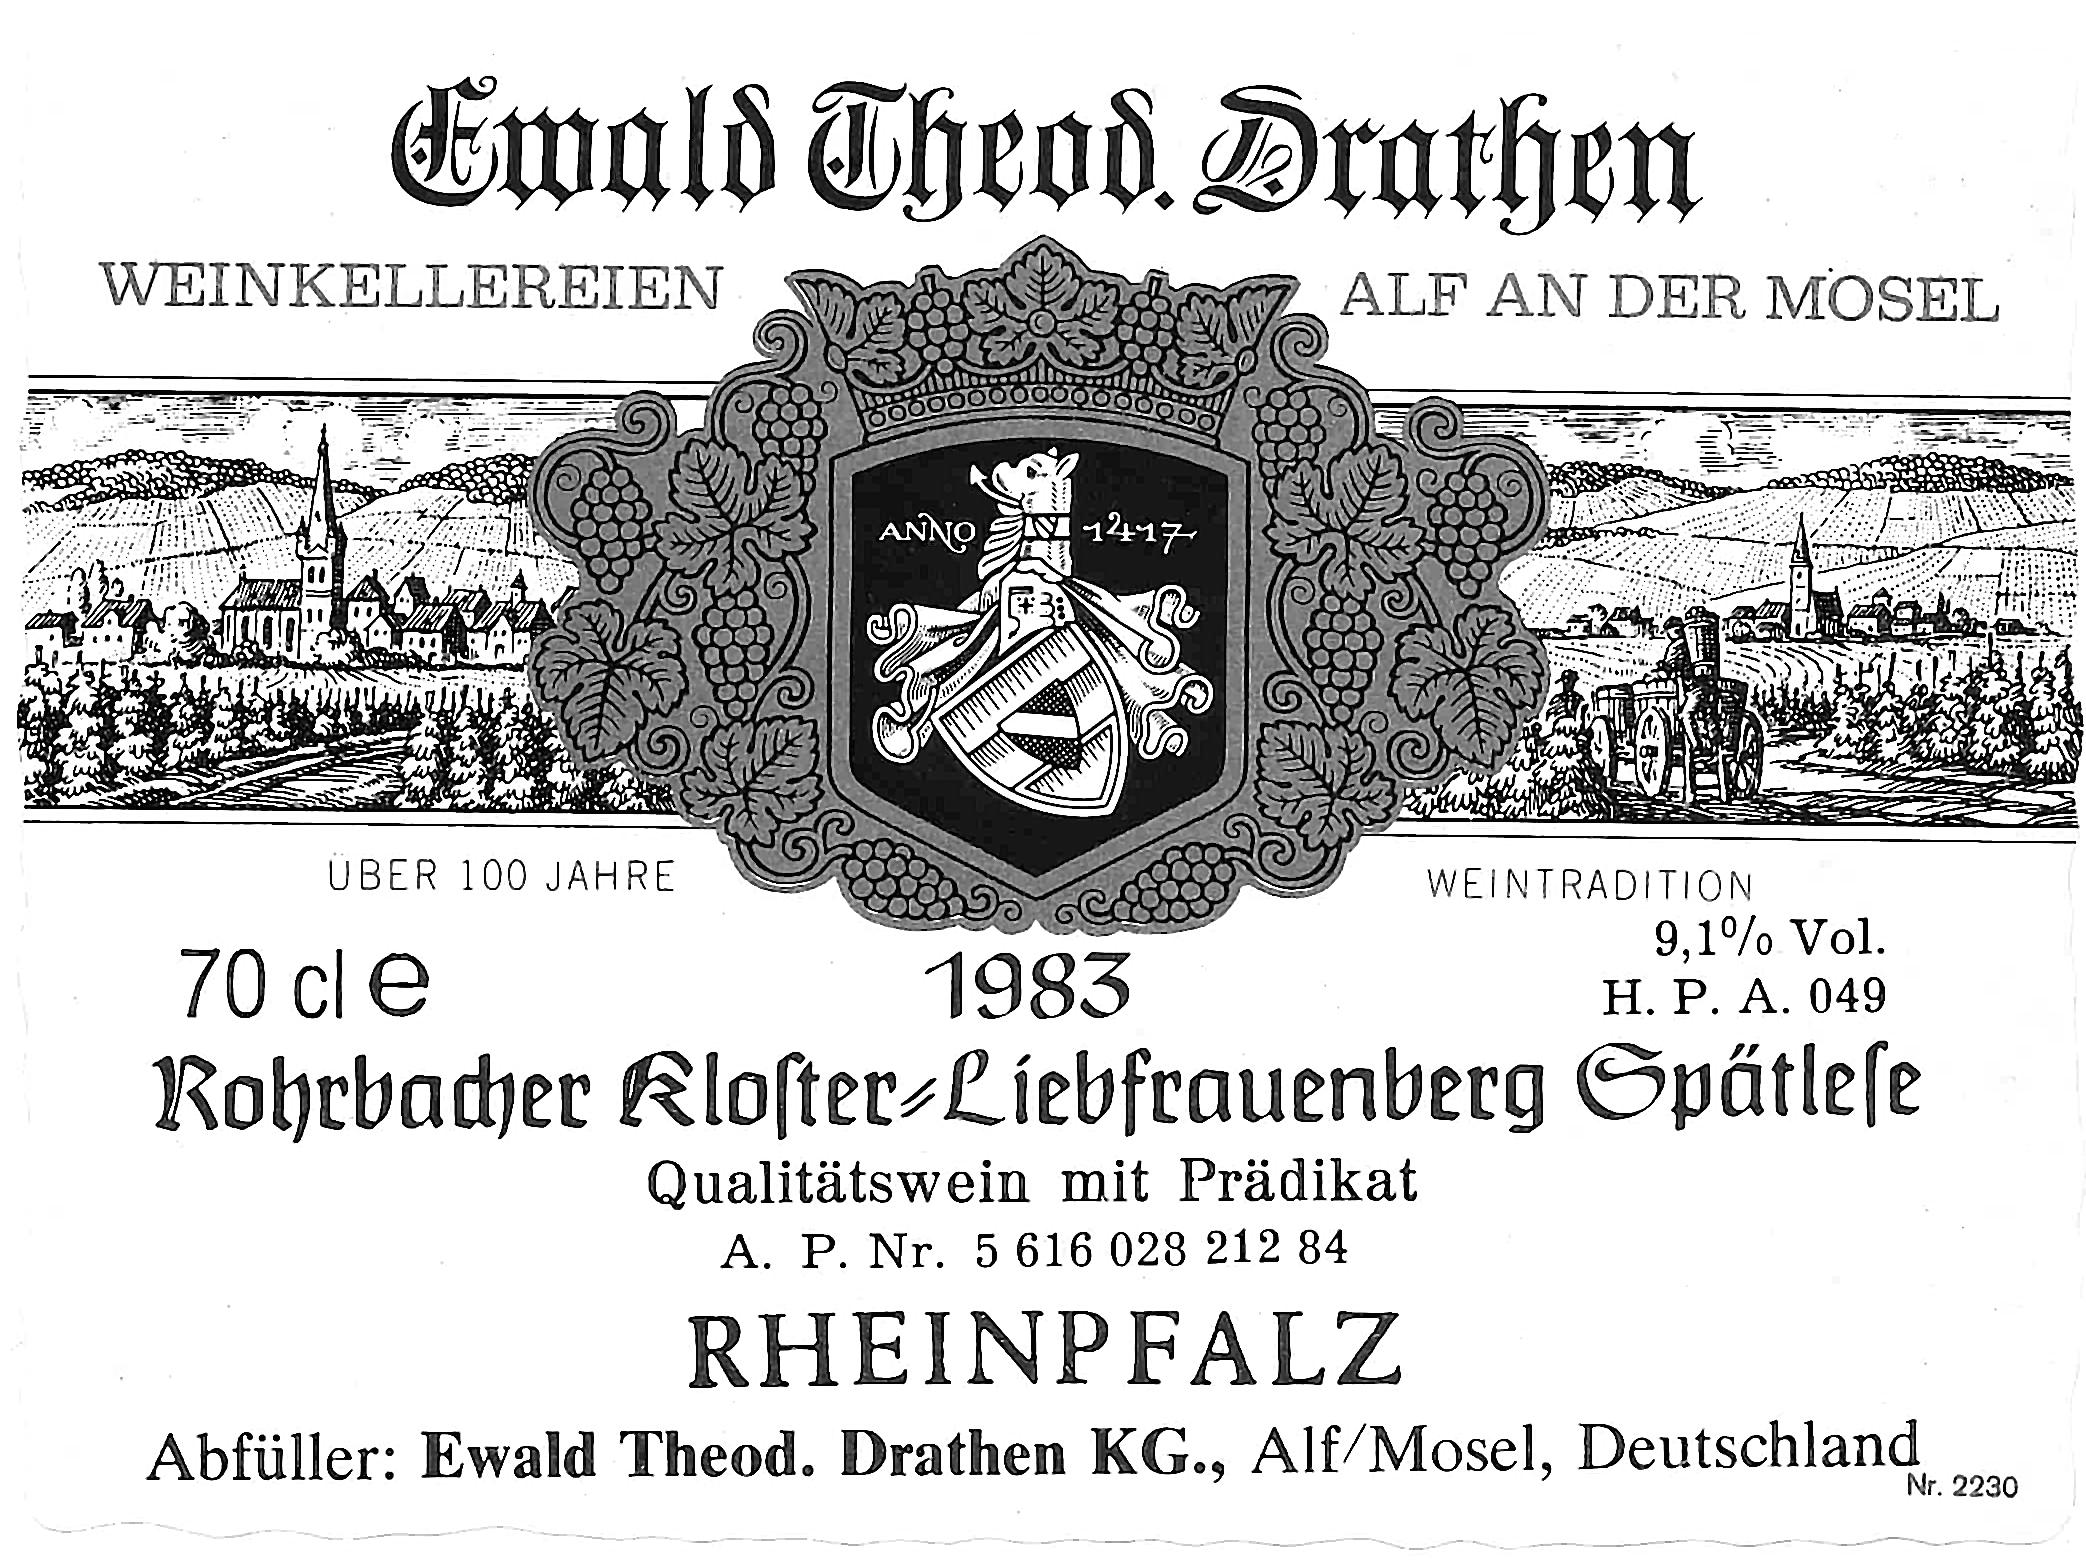 Ewald Theod. Drathen
WEINKELLEREIEN ALF AN DER MOSEL
ANNO 1417
ÜBER 100 JAHRE WEINTRADITION
9,1% Vol.
70 cl e 1983 H. P. A. 049
Rohrbacher Kloſter-Liebfrauenberg Spätleſe
Qualitätswein mit Prädikat
A. P. Nr. 5 616 028 212 84
RHEINPFALZ
Abfüller: Ewald Theod. Drathen KG., Alf/Mosel, Deutschland
Nr. 2230